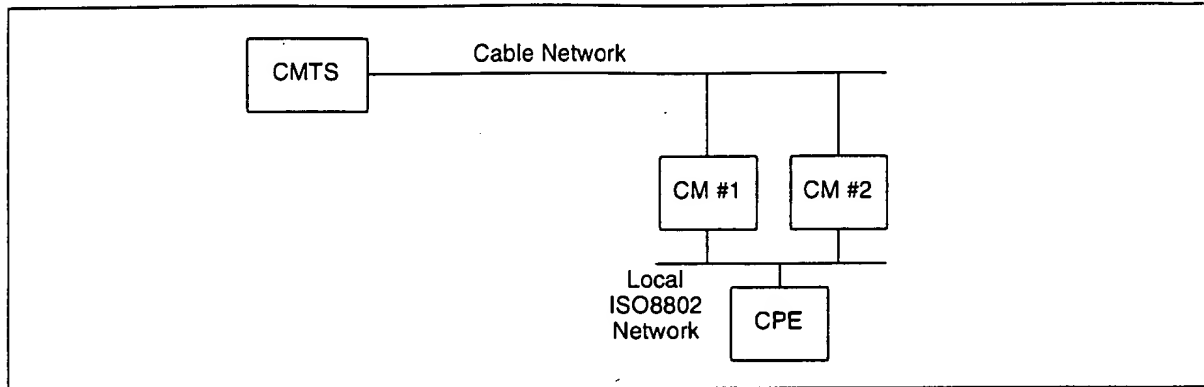 Cable Network
CMTS
CM #1
CM #2
Local
ISO8802
Network
CPE